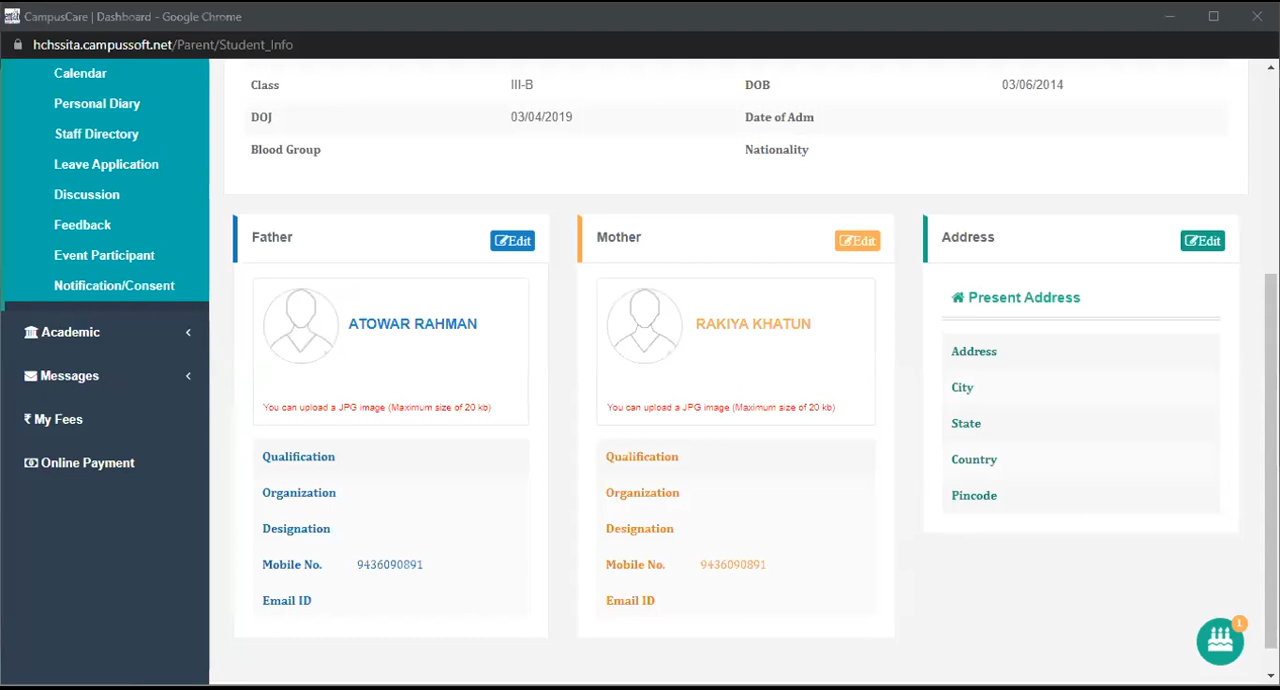 CampusCare | Dashboard - Google Chrome
hchssita.campussoft.net/Parent/Student_Info
Calendar
Personal Diary
Staff Directory
Leave Application
Discussion
Feedback
Event Participant
Notification/Consent
Academic
Messages
₹ My Fees
Online Payment
Class III-B DOB 03/06/2014
DOJ 03/04/2019 Date of Adm
Blood Group Nationality
Father Edit
ATOWAR RAHMAN
You can upload a JPG image (Maximum size of 20 kb)
Qualification
Organization
Designation
Mobile No. 9436090891
Email ID
Mother Edit
RAKIYA KHATUN
You can upload a JPG image (Maximum size of 20 kb)
Qualification
Organization
Designation
Mobile No. 9436090891
Email ID
Address Edit
Present Address
Address
City
State
Country
Pincode
1